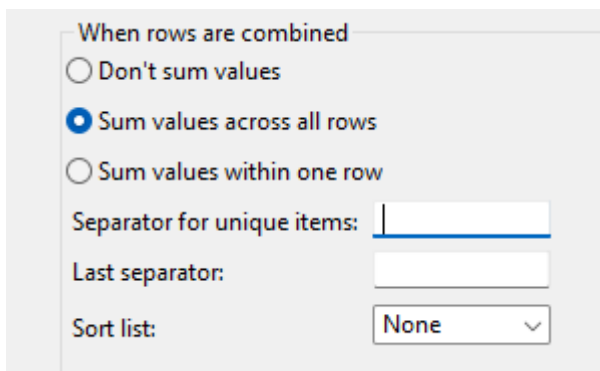 When rows are combined
Don't sum values
Sum values across all rows
Sum values within one row
Separator for unique items:
Last separator:
Sort list: None